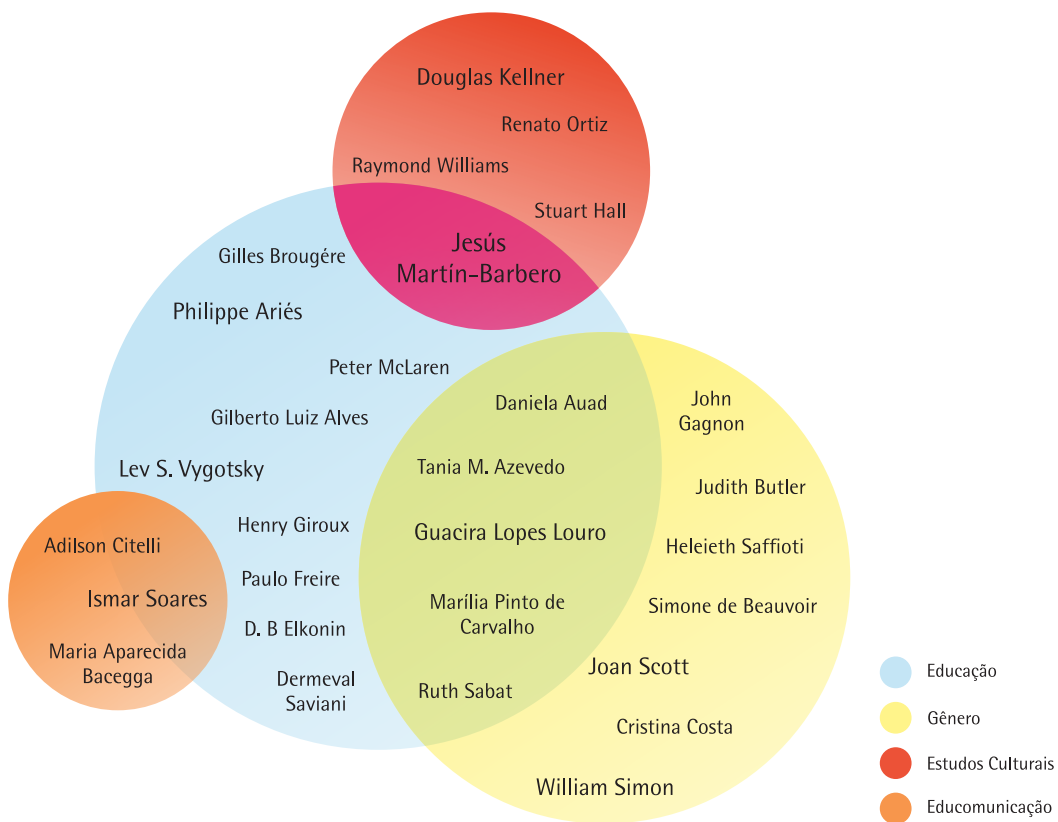 Douglas Kellner
Renato Ortiz
Raymond Williams
Stuart Hall
Jesús
Martín-Barbero
Gilles Brougére
Philippe Ariés
Peter McLaren
Gilberto Luiz Alves
Lev S. Vygotsky
Henry Giroux
Paulo Freire
D. B Elkonin
Dermeval
Saviani
Adilson Citelli
Ismar Soares
Maria Aparecida
Bacegga
Daniela Auad
Tania M. Azevedo
Guacira Lopes Louro
Marília Pinto de
Carvalho
Ruth Sabat
John
Gagnon
Judith Butler
Heleieth Saffioti
Simone de Beauvoir
Joan Scott
Cristina Costa
William Simon
Educação
Gênero
Estudos Culturais
Educomunicação